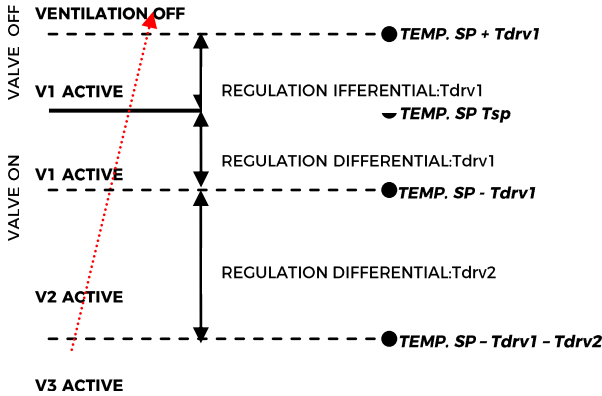 VENTILATION OFF
VALVE OFF
TEMP. SP + Tdrv1
V1 ACTIVE
REGULATION IFFERENTIAL:Tdrv1
TEMP. SP Tsp
VALVE ON
V1 ACTIVE
REGULATION DIFFERENTIAL:Tdrv1
TEMP. SP - Tdrv1
REGULATION DIFFERENTIAL:Tdrv2
V2 ACTIVE
TEMP. SP – Tdrv1 – Tdrv2
V3 ACTIVE